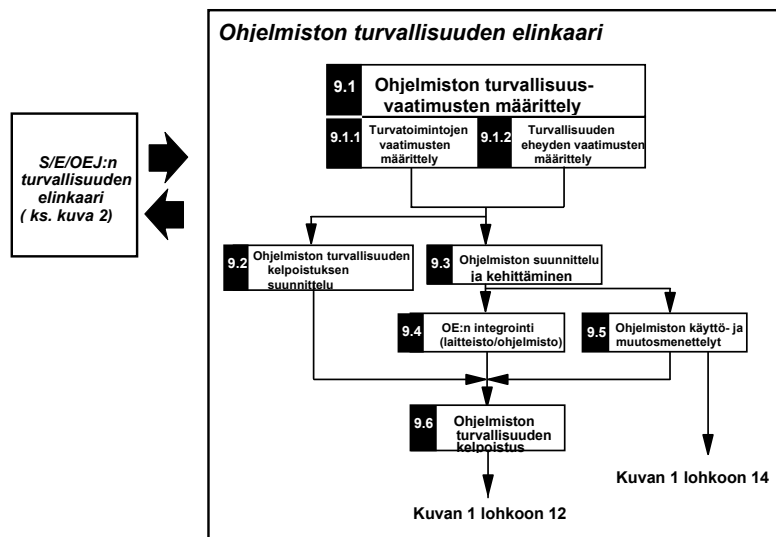 Ohjelmiston turvallisuuden elinkaari
9.1
Ohjelmiston turvallisuus-
vaatimusten määrittely
9.1.1
Turvatoimintojen
vaatimusten
määrittely
9.1.2
Turvallisuuden
eheyden vaatimusten
määrittely
S/E/OEJ:n
turvallisuuden
elinkaari
( ks. kuva 2)
9.2
Ohjelmiston turvallisuuden
kelpoistuksen
suunnittelu
9.3
Ohjelmiston suunnittelu
ja kehittäminen
9.4
OE:n integrointi
(laitteisto/ohjelmisto)
9.5
Ohjelmiston käyttö- ja
muutosmenettelyt
9.6
Ohjelmiston
turvallisuuden
kelpoistus
Kuvan 1 lohkoon 14
Kuvan 1 lohkoon 12